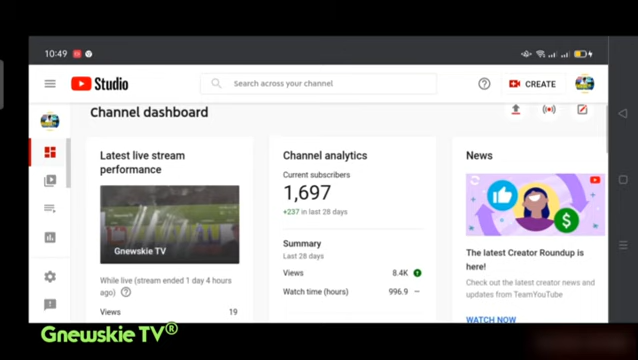 10:49
Studio
Search across your channel
CREATE
Channel dashboard
Latest live stream
performance
Gnewskie TV
While live (stream ended 1 day 4 hours
ago)
Views 19
Channel analytics
Current subscribers
1,697
+237 in last 28 days
Summary
Last 28 days
Views 8.4K
Watch time (hours) 996.9 –
News
The latest Creator Roundup is
here!
Check out the latest creator news and
updates from TeamYouTube
WATCH NOW
Gnewskie TV®